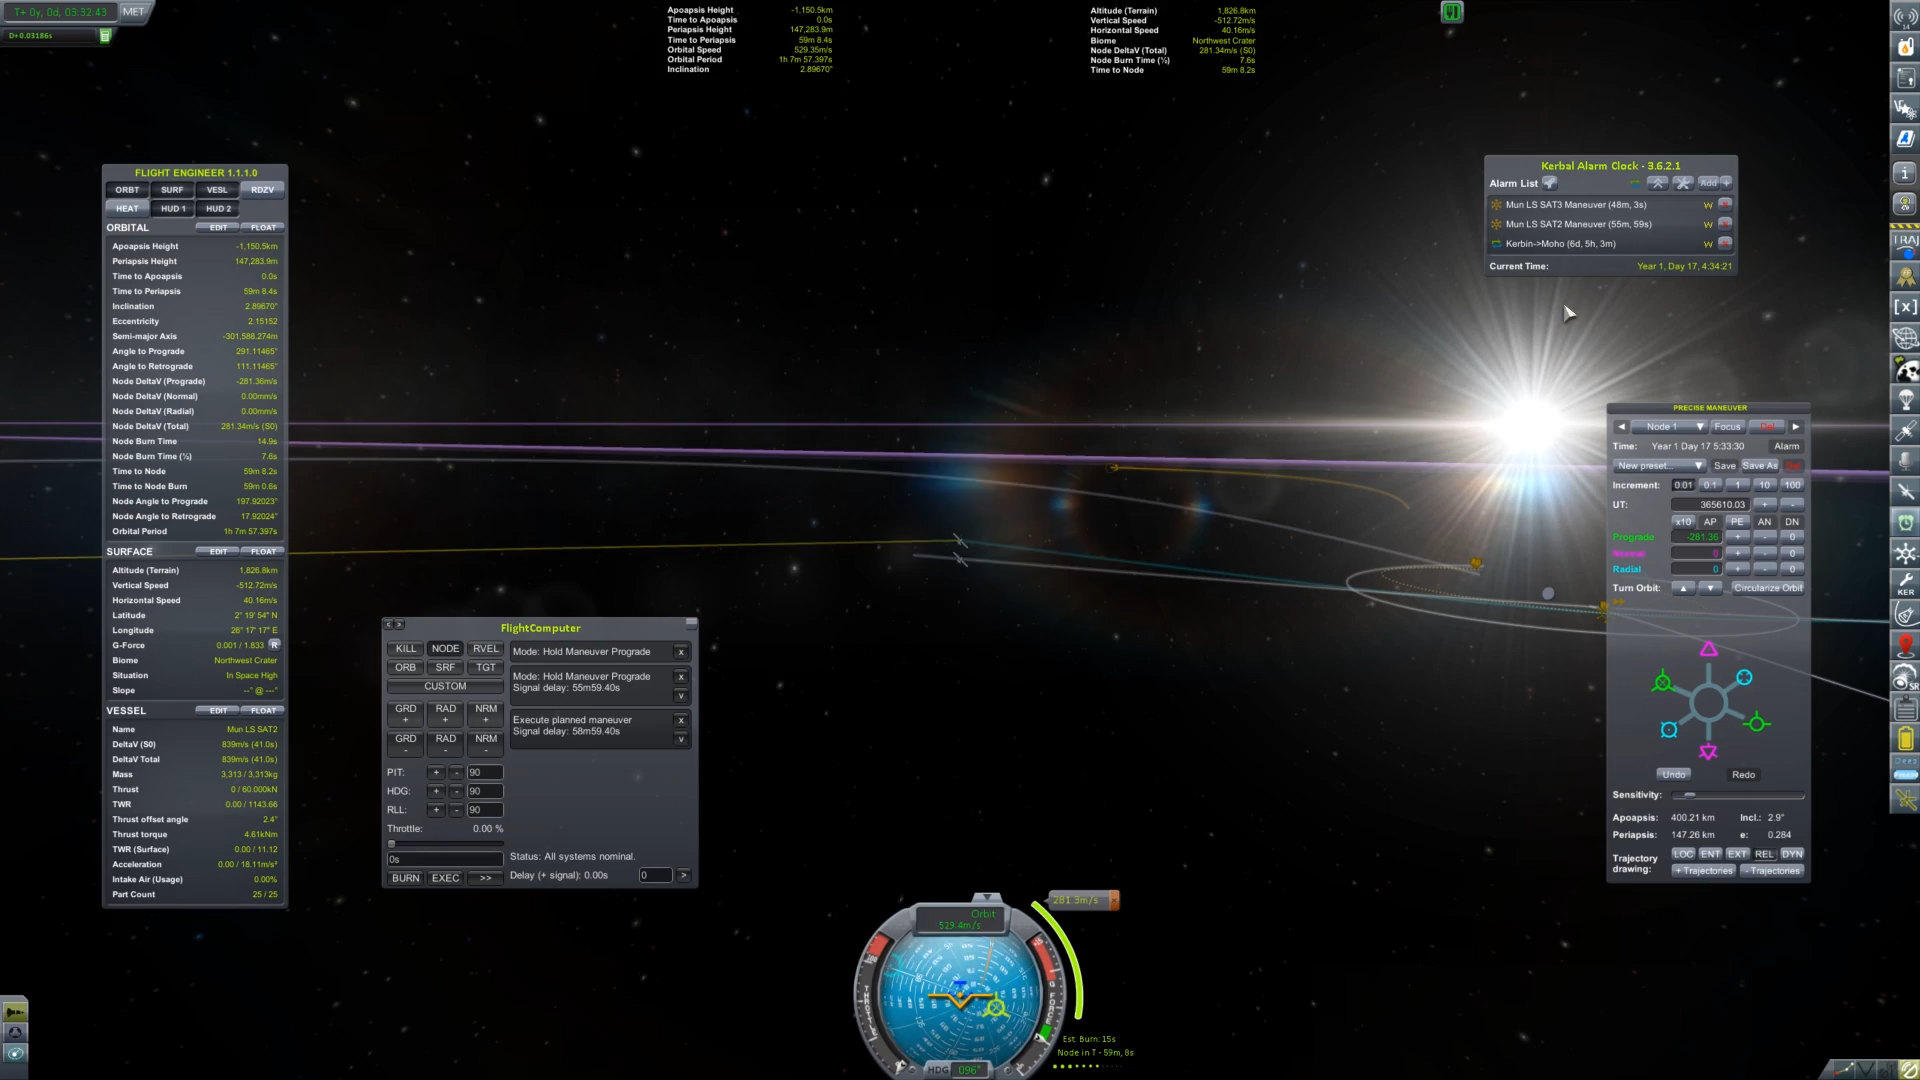 T+ 0y, 0d, 03:32:43 MET
D+0.03186s
Apoapsis Height -1,150.5km
Time to Apoapsis 0.0s
Periapsis Height 147,283.9m
Time to Periapsis 59m 8.4s
Orbital Speed 529.35m/s
Orbital Period 1h 7m 57.397s
Inclination 2.89670°
Altitude (Terrain) 1,826.8km
Vertical Speed -512.72m/s
Horizontal Speed 40.16m/s
Biome Northwest Crater
Node DeltaV (Total) 281.34m/s (S0)
Node Burn Time (½) 7.6s
Time to Node 59m 8.2s
FLIGHT ENGINEER 1.1.1.0
ORBT SURF VESL RDZV
HEAT HUD 1 HUD 2
ORBITAL EDIT FLOAT
Apoapsis Height -1,150.5km
Periapsis Height 147,283.9m
Time to Apoapsis 0.0s
Time to Periapsis 59m 8.4s
Inclination 2.89670°
Eccentricity 2.15152
Semi-major Axis -301,588.274m
Angle to Prograde 291.11465°
Angle to Retrograde 111.11465°
Node DeltaV (Prograde) -281.36m/s
Node DeltaV (Normal) 0.00mm/s
Node DeltaV (Radial) 0.00mm/s
Node DeltaV (Total) 281.34m/s (S0)
Node Burn Time 14.9s
Node Burn Time (½) 7.6s
Time to Node 59m 8.2s
Time to Node Burn 59m 0.6s
Node Angle to Prograde 197.92023°
Node Angle to Retrograde 17.92024°
Orbital Period 1h 7m 57.397s
SURFACE EDIT FLOAT
Altitude (Terrain) 1,826.8km
Vertical Speed -512.72m/s
Horizontal Speed 40.16m/s
Latitude 2° 19' 54" N
Longitude 26° 17' 17" E
G-Force 0.001 / 1.833 R
Biome Northwest Crater
Situation In Space High
Slope --° @ ---°
VESSEL EDIT FLOAT
Name Mun LS SAT2
DeltaV (S0) 839m/s (41.0s)
DeltaV Total 839m/s (41.0s)
Mass 3,313 / 3,313kg
Thrust 0 / 60.000kN
TWR 0.00 / 1143.66
Thrust offset angle 2.4°
Thrust torque 4.61kNm
TWR (Surface) 0.00 / 11.12
Acceleration 0.00 / 18.11m/s²
Intake Air (Usage) 0.00%
Part Count 25 / 25
FlightComputer
KILL NODE RVEL
ORB SRF TGT
CUSTOM
GRD + RAD + NRM +
GRD - RAD - NRM -
PIT: + - 90
HDG: + - 90
RLL: + - 90
Throttle: 0.00 %
0s
BURN EXEC >>
Mode: Hold Maneuver Prograde x
Mode: Hold Maneuver Prograde x
Signal delay: 55m59.40s v
Execute planned maneuver x
Signal delay: 58m59.40s v
Status: All systems nominal.
Delay (+ signal): 0.00s 0 >
Kerbal Alarm Clock - 3.6.2.1
Alarm List Add +
Mun LS SAT3 Maneuver (48m, 3s) W x
Mun LS SAT2 Maneuver (55m, 59s) W x
Kerbin->Moho (6d, 5h, 3m) W x
Current Time: Year 1, Day 17, 4:34:21
PRECISE MANEUVER
Node 1 Focus Del
Time: Year 1 Day 17 5:33:30 Alarm
New preset... Save Save As Del
Increment: 0.01 0.1 1 10 100
UT: 365610.03 + -
x10 AP PE AN DN
Prograde -281.36 + - 0
Normal 0 + - 0
Radial 0 + - 0
Turn Orbit: Circularize Orbit
Undo Redo
Sensitivity:
Apoapsis: 400.21 km Incl.: 2.9°
Periapsis: 147.26 km e: 0.284
Trajectory drawing: LOC ENT EXT REL DYN
+ Trajectories - Trajectories
Orbit
529.4m/s
281.3m/s
HDG 096°
Est. Burn: 15s
Node in T - 59m, 8s
TRAJ
[x]
KER
SR